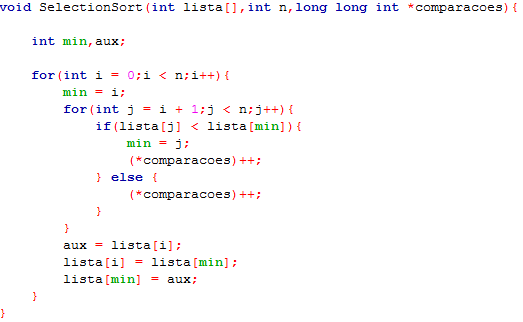 void SelectionSort(int lista[],int n,long long int *comparacoes){
int min,aux;
for(int i = 0;i < n;i++){
min = i;
for(int j = i + 1;j < n;j++){
if(lista[j] < lista[min]){
min = j;
(*comparacoes)++;
} else {
(*comparacoes)++;
}
}
aux = lista[i];
lista[i] = lista[min];
lista[min] = aux;
}
}